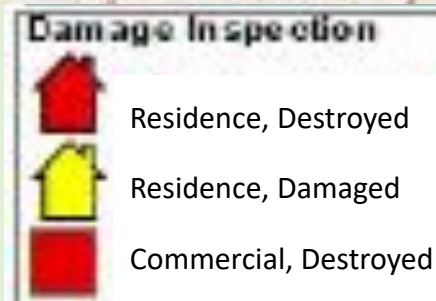 Damage Inspection
Residence, Destroyed
Residence, Damaged
Commercial, Destroyed